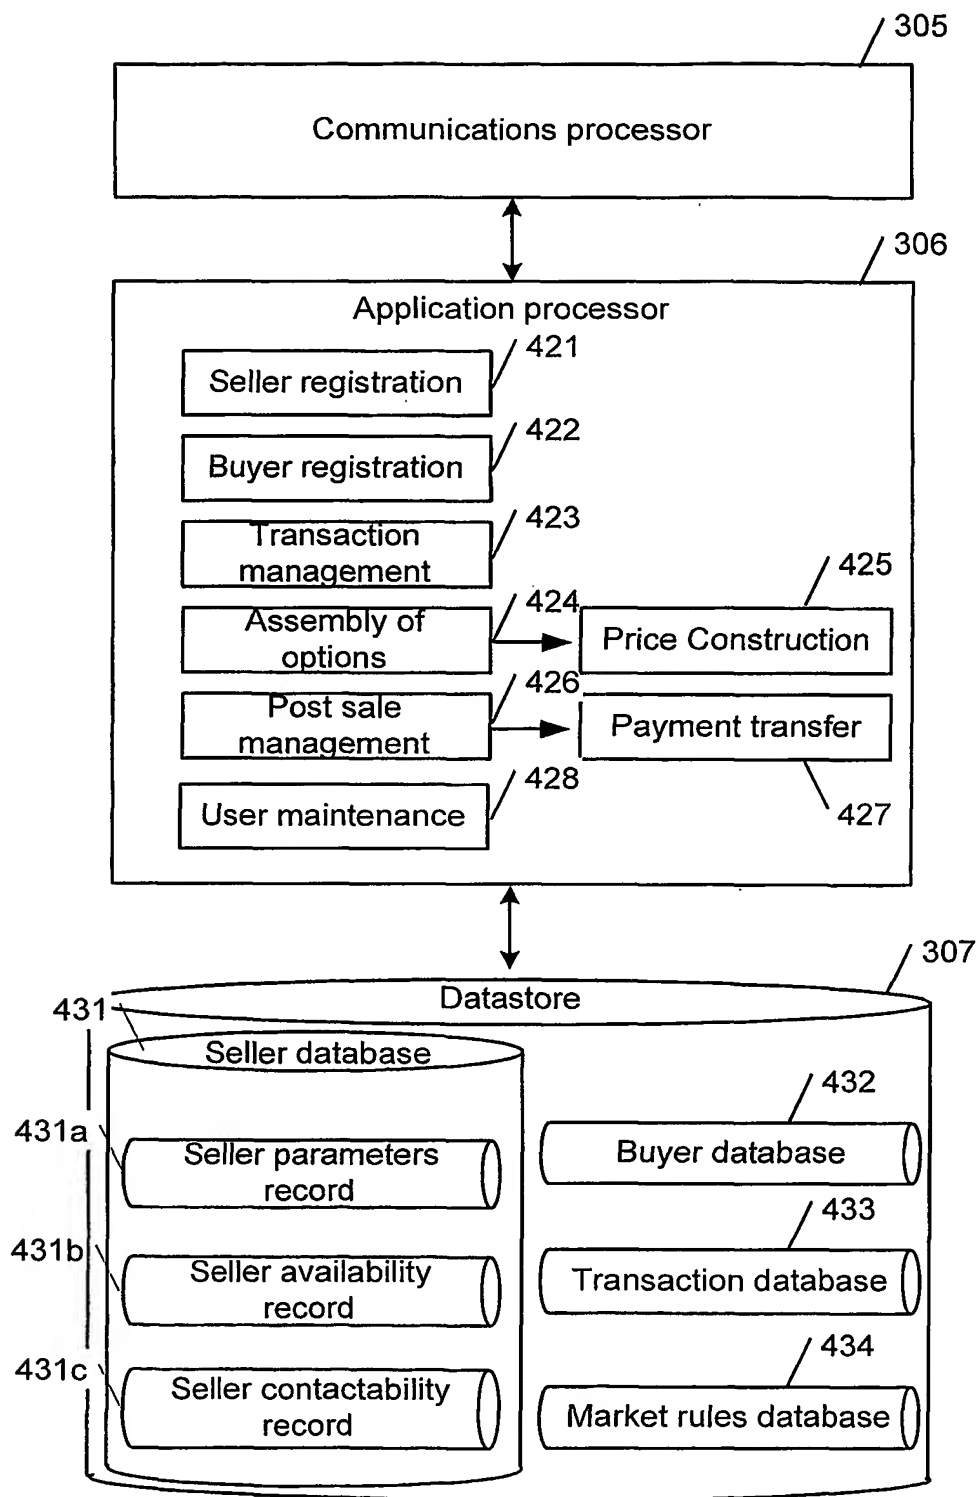 305
Communications processor
306
Application processor
421
Seller registration
422
Buyer registration
423
Transaction
management
424
425
Assembly of
options
Price Construction
426
Post sale
management
Payment transfer
428
User maintenance
427
307
Datastore
431
Seller database
432
431a
Seller parameters
record
Buyer database
433
431b
Seller availability
record
Transaction database
434
431c
Seller contactability
record
Market rules database